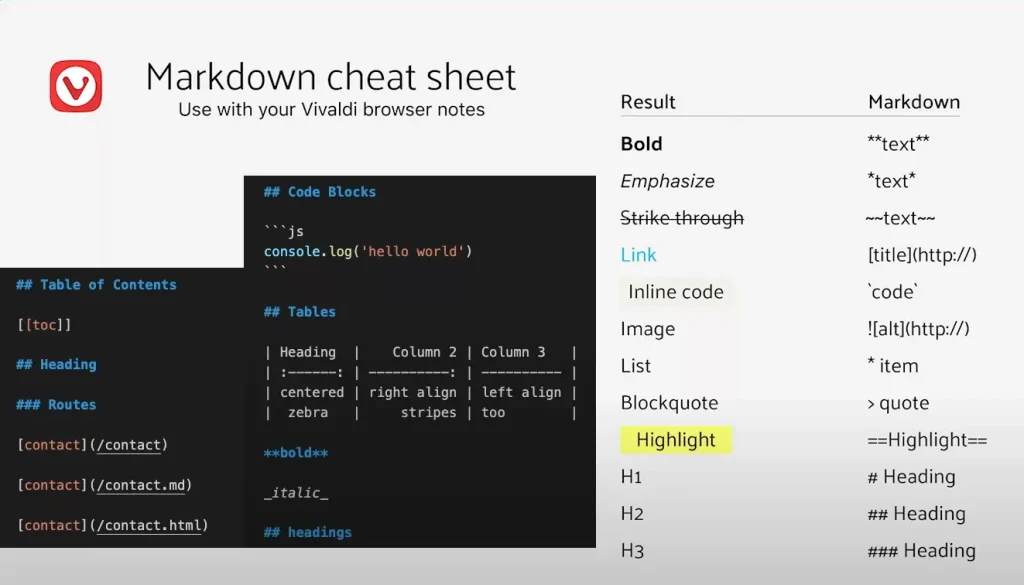 Markdown cheat sheet
Use with your Vivaldi browser notes
## Table of Contents
[[toc]]
## Heading
### Routes
[contact](/contact)
[contact](/contact.md)
[contact](/contact.html)
## Code Blocks
```js
console.log('hello world')
```
## Tables
| Heading | Column 2 | Column 3 |
| :------: | ----------: | ---------- |
| centered | right align | left align |
| zebra | stripes | too |
**bold**
_italic_
## headings
Result Markdown
Bold **text**
Emphasize *text*
Strike through ~~text~~
Link [title](http://)
Inline code `code`
Image ![alt](http://)
List * item
Blockquote > quote
Highlight ==Highlight==
H1 # Heading
H2 ## Heading
H3 ### Heading